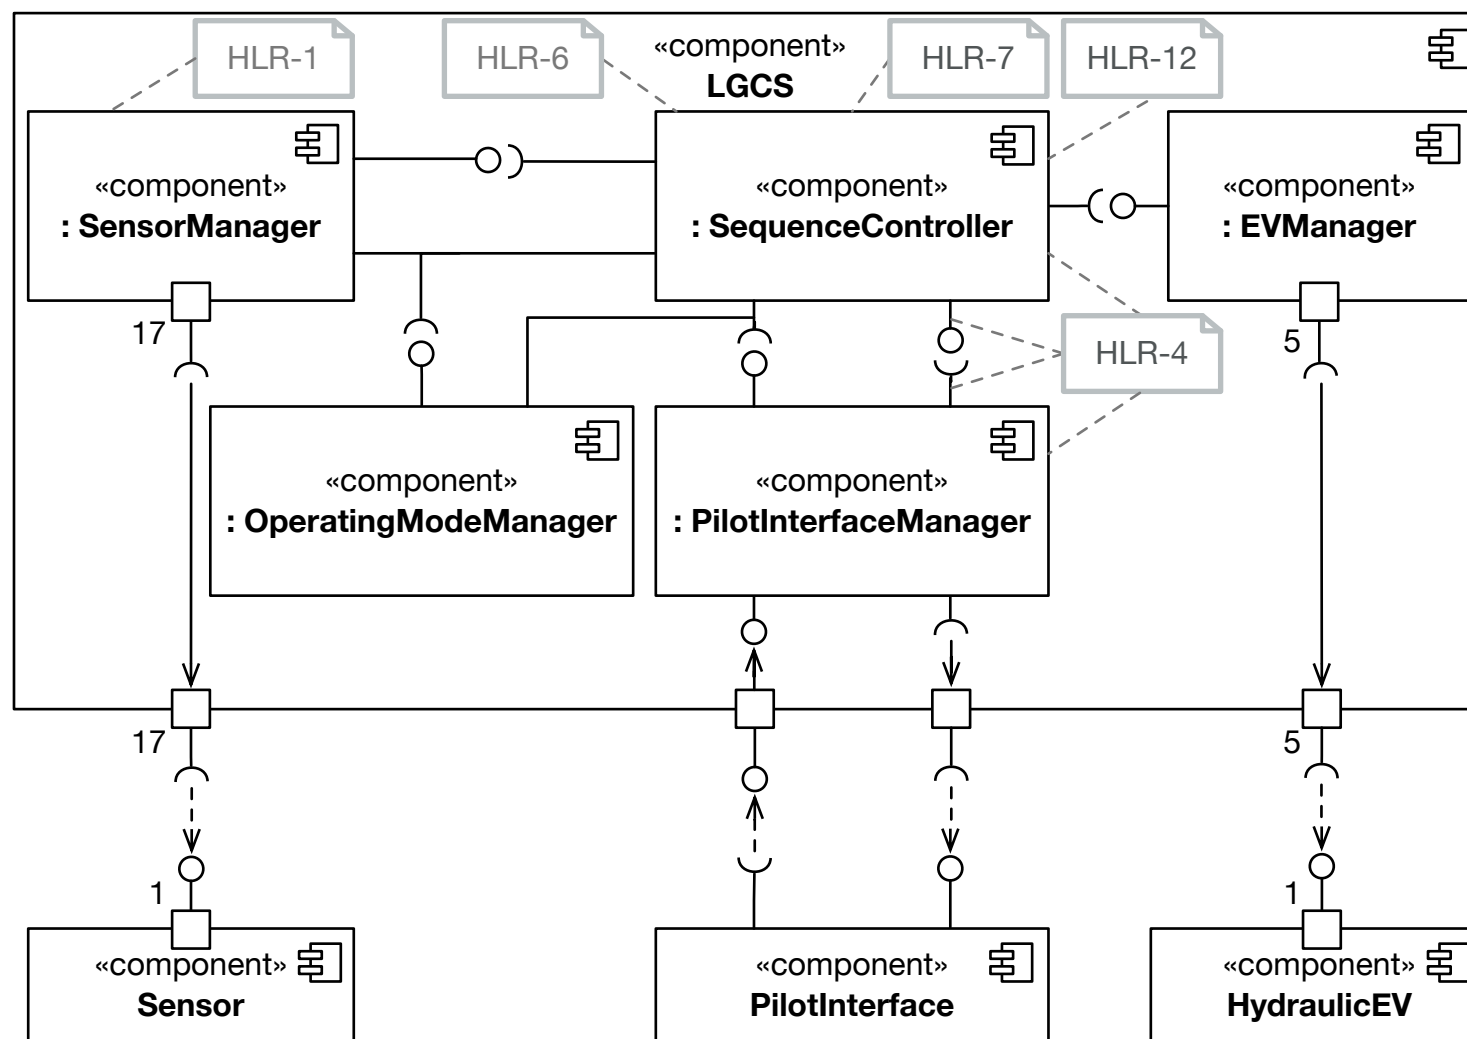 HLR-1
HLR-6
«component»
LGCS
HLR-7
HLR-12
«component»
: SensorManager
«component»
: SequenceController
«component»
: EVManager
17
5
HLR-4
«component»
: OperatingModeManager
«component»
: PilotInterfaceManager
17
5
1
1
«component»
Sensor
«component»
PilotInterface
«component»
HydraulicEV